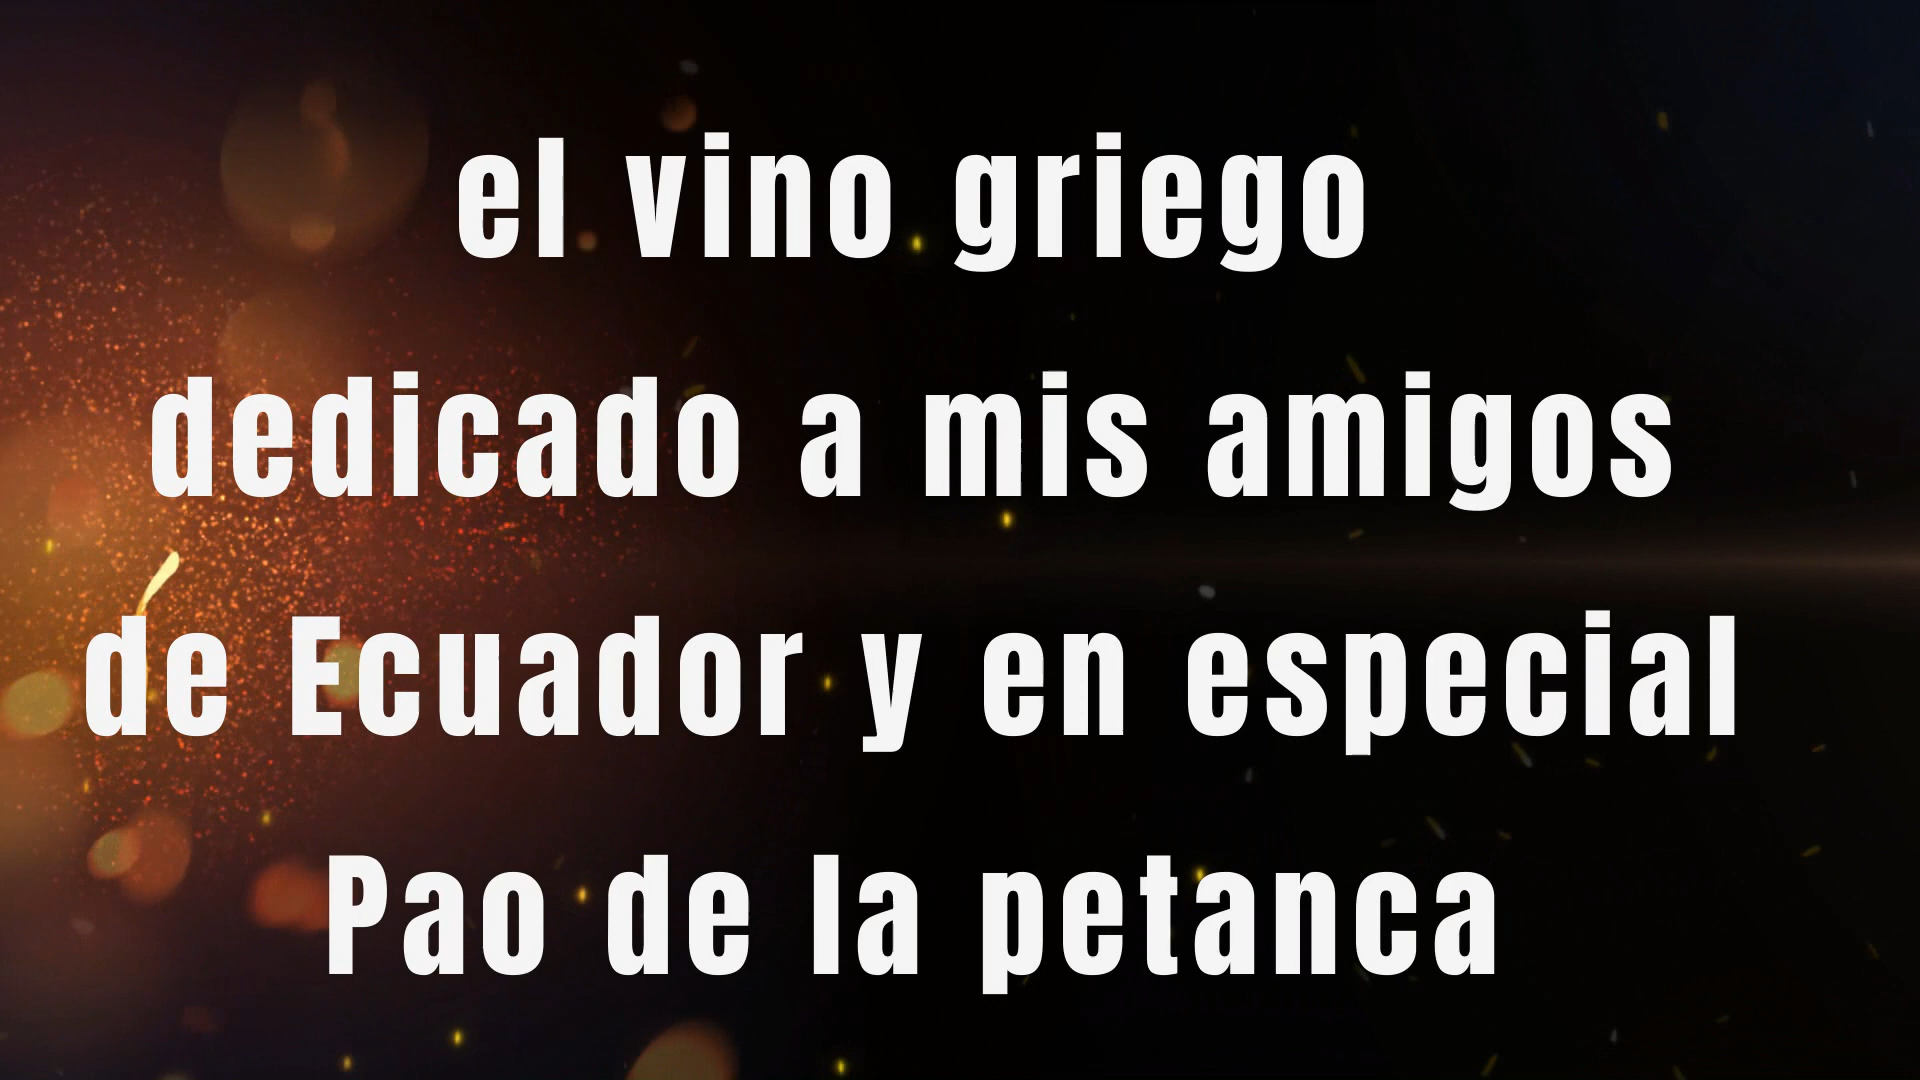 el vino griego
dedicado a mis amigos
de Ecuador y en especial
Pao de la petanca